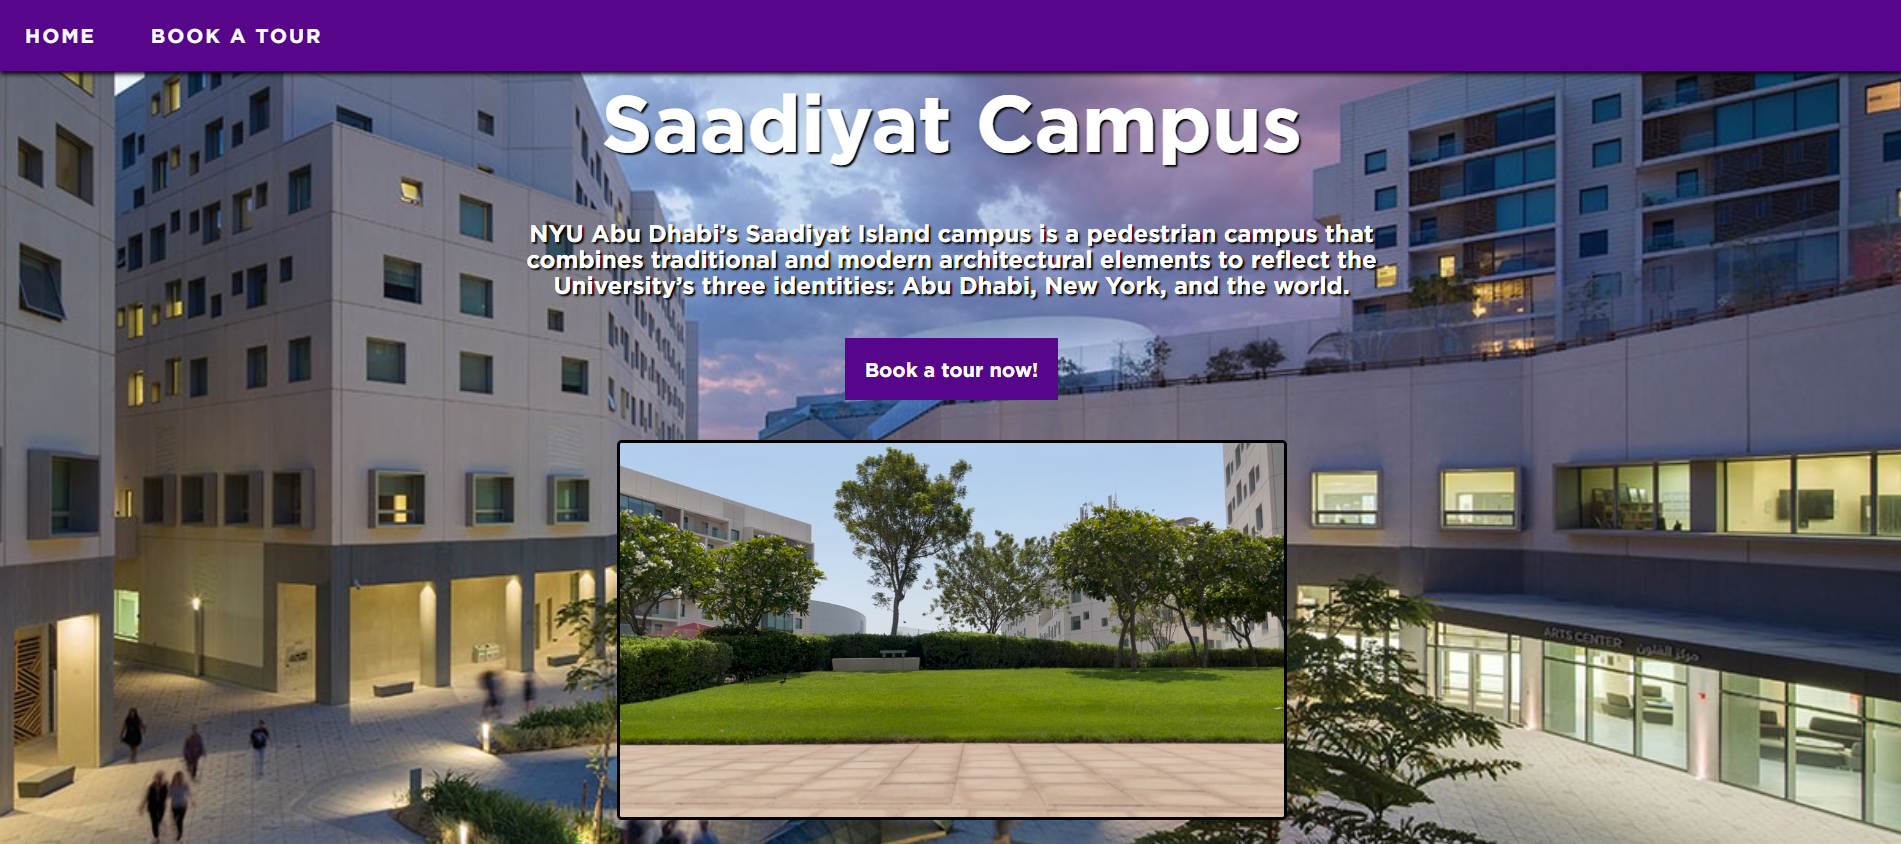 HOME
BOOK A TOUR
Saadiyat Campus
NYU Abu Dhabi's Saadiyat Island campus is a pedestrian campus that
combines traditional and modern architectural elements to reflect the
University's three identities: Abu Dhabi, New York, and the world.
Book a tour now!
ARTS CENTER مركز الفنون